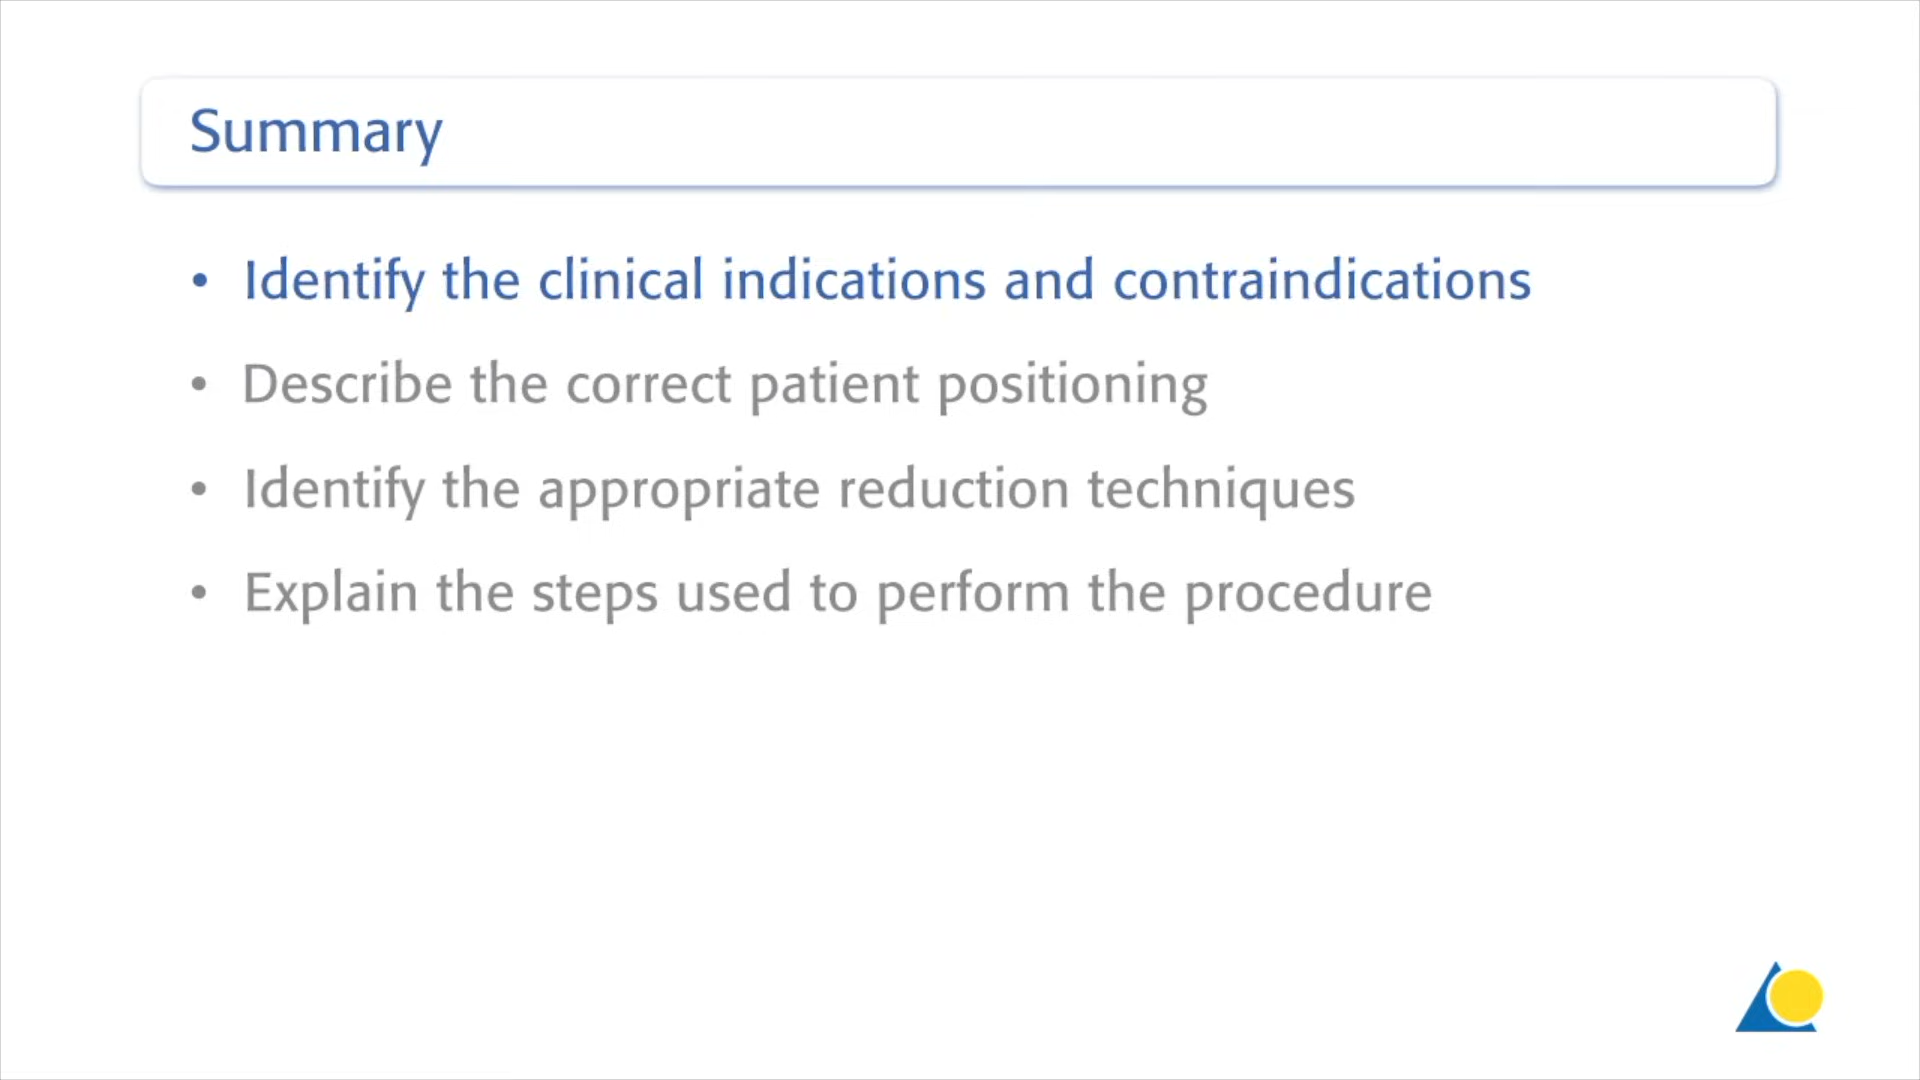 Summary
• Identify the clinical indications and contraindications
• Describe the correct patient positioning
• Identify the appropriate reduction techniques
• Explain the steps used to perform the procedure